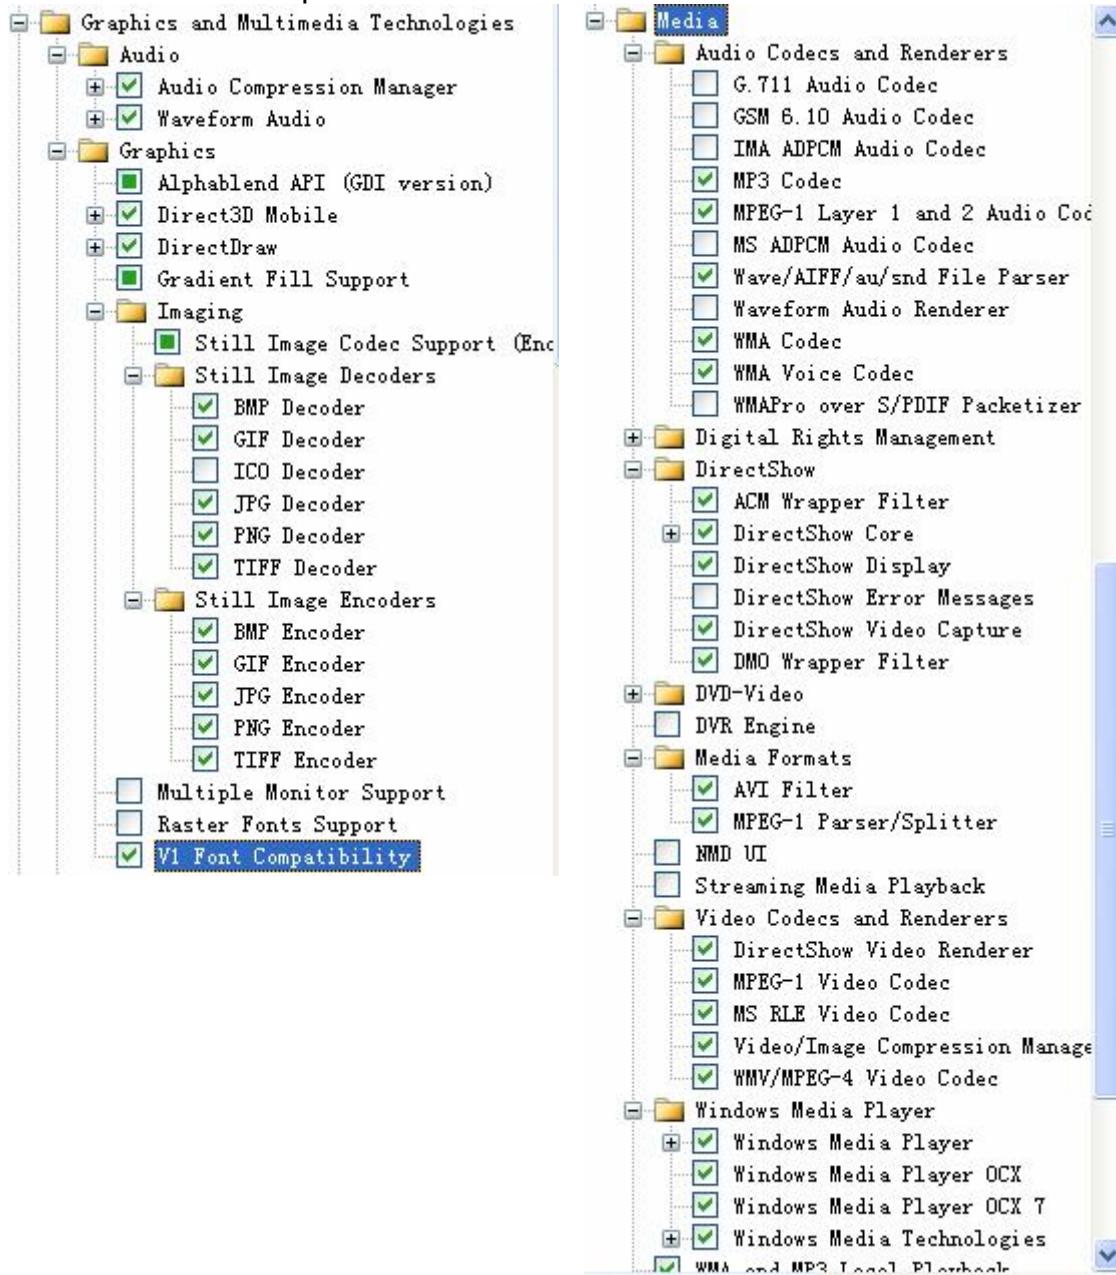 Graphics and Multimedia Technologies
Audio
Audio Compression Manager
Waveform Audio
Graphics
Alphablend API (GDI version)
Direct3D Mobile
DirectDraw
Gradient Fill Support
Imaging
Still Image Codec Support (Enc
Still Image Decoders
BMP Decoder
GIF Decoder
ICO Decoder
JPG Decoder
PNG Decoder
TIFF Decoder
Still Image Encoders
BMP Encoder
GIF Encoder
JPG Encoder
PNG Encoder
TIFF Encoder
Multiple Monitor Support
Raster Fonts Support
V1 Font Compatibility
Media
Audio Codecs and Renderers
G.711 Audio Codec
GSM 6.10 Audio Codec
IMA ADPCM Audio Codec
MP3 Codec
MPEG-1 Layer 1 and 2 Audio Cod
MS ADPCM Audio Codec
Wave/AIFF/au/snd File Parser
Waveform Audio Renderer
WMA Codec
WMA Voice Codec
WMAPro over S/PDIF Packetizer
Digital Rights Management
DirectShow
ACM Wrapper Filter
DirectShow Core
DirectShow Display
DirectShow Error Messages
DirectShow Video Capture
DMO Wrapper Filter
DVD-Video
DVR Engine
Media Formats
AVI Filter
MPEG-1 Parser/Splitter
NMD UI
Streaming Media Playback
Video Codecs and Renderers
DirectShow Video Renderer
MPEG-1 Video Codec
MS RLE Video Codec
Video/Image Compression Manage
WMV/MPEG-4 Video Codec
Windows Media Player
Windows Media Player
Windows Media Player OCX
Windows Media Player OCX 7
Windows Media Technologies
WMA and MP3 Local Playback